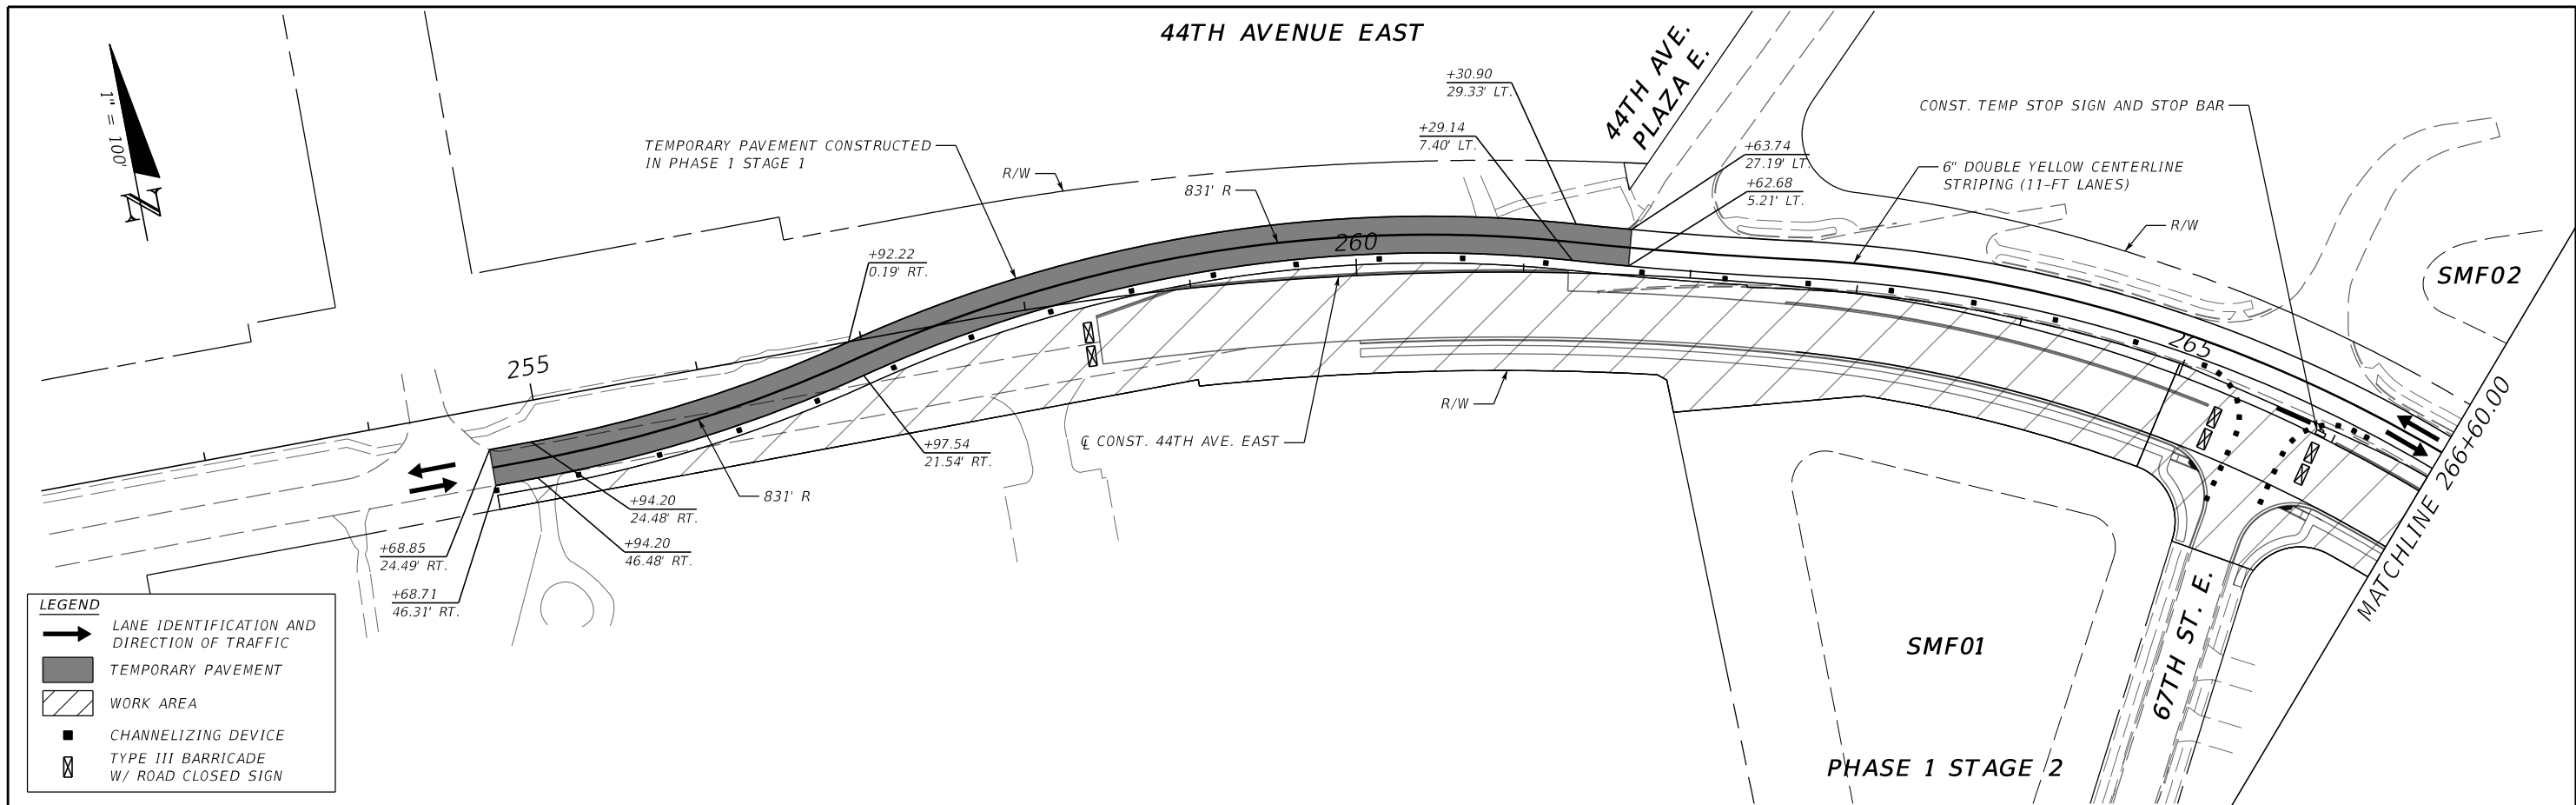 44TH AVENUE EAST
1" = 100'
N
TEMPORARY PAVEMENT CONSTRUCTED
IN PHASE 1 STAGE 1
R/W
831' R
+30.90
29.33' LT.
+29.14
7.40' LT.
44TH AVE.
PLAZA E.
+63.74
27.19' LT.
+62.68
5.21' LT.
CONST. TEMP STOP SIGN AND STOP BAR
6" DOUBLE YELLOW CENTERLINE
STRIPING (11-FT LANES)
R/W
SMF02
+92.22
0.19' RT.
260
255
265
R/W
℄ CONST. 44TH AVE. EAST
+97.54
21.54' RT.
831' R
+94.20
24.48' RT.
+94.20
46.48' RT.
+68.85
24.49' RT.
+68.71
46.31' RT.
MATCHLINE 266+60.00
SMF01
67TH ST. E.
PHASE 1 STAGE 2
LEGEND
LANE IDENTIFICATION AND
DIRECTION OF TRAFFIC
TEMPORARY PAVEMENT
WORK AREA
CHANNELIZING DEVICE
TYPE III BARRICADE
W/ ROAD CLOSED SIGN